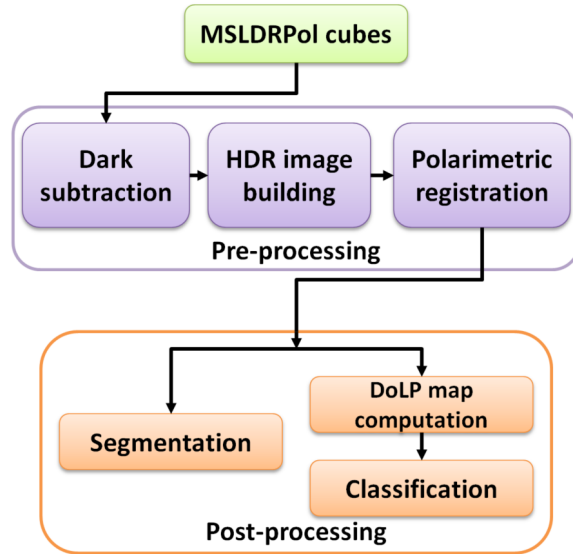 MSLDRPol cubes
Dark
subtraction
HDR image
building
Polarimetric
registration
Pre-processing
Segmentation
DoLP map
computation
Classification
Post-processing